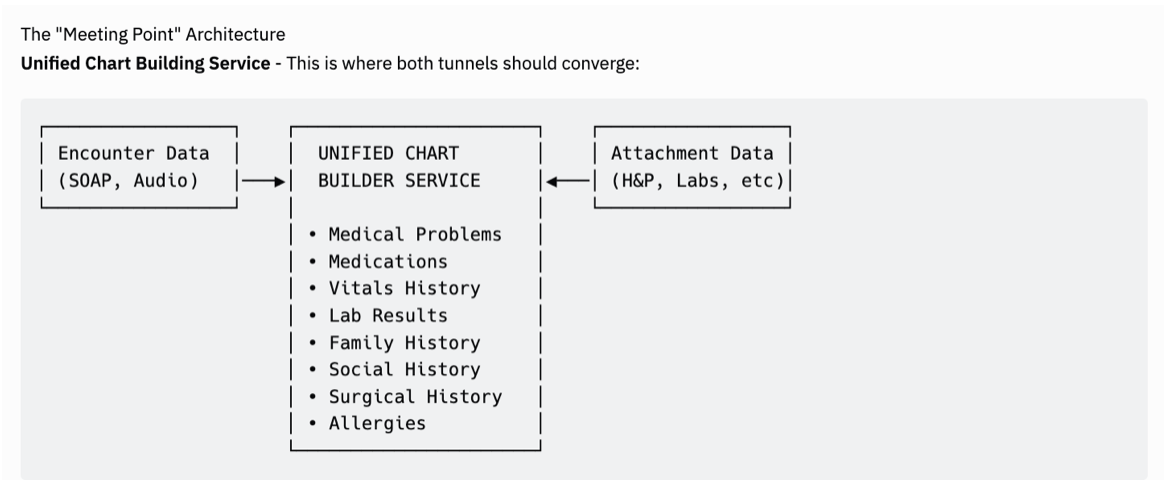 The "Meeting Point" Architecture
Unified Chart Building Service - This is where both tunnels should converge:
Encounter Data
(SOAP, Audio)
UNIFIED CHART
BUILDER SERVICE
• Medical Problems
• Medications
• Vitals History
• Lab Results
• Family History
• Social History
• Surgical History
• Allergies
Attachment Data
(H&P, Labs, etc)